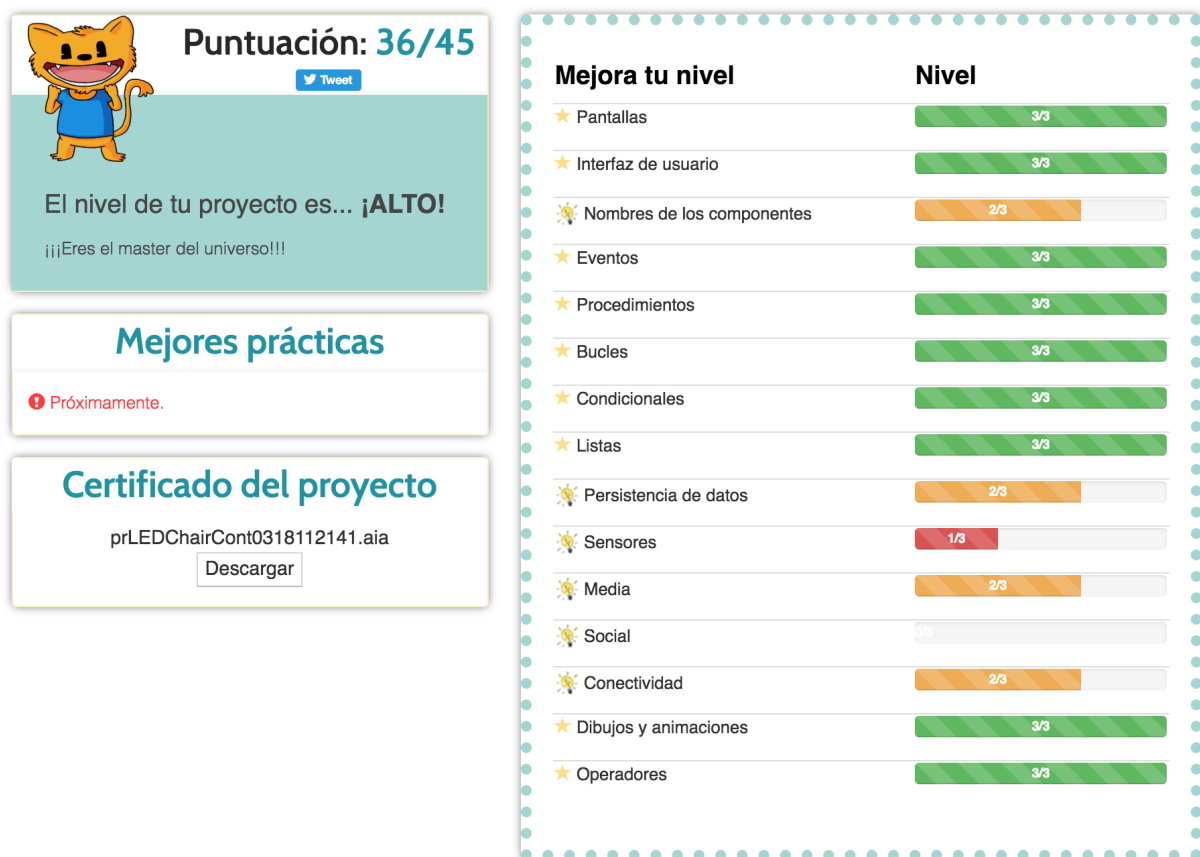 Puntuación: 36/45
Tweet
El nivel de tu proyecto es... ¡ALTO!
¡¡¡Eres el master del universo!!!
Mejores prácticas
Próximamente.
Certificado del proyecto
prLEDChairCont0318112141.aia
Descargar
Mejora tu nivel Nivel
Pantallas 3/3
Interfaz de usuario 3/3
Nombres de los componentes 2/3
Eventos 3/3
Procedimientos 3/3
Bucles 3/3
Condicionales 3/3
Listas 3/3
Persistencia de datos 2/3
Sensores 1/3
Media 2/3
Social 0/3
Conectividad 2/3
Dibujos y animaciones 3/3
Operadores 3/3